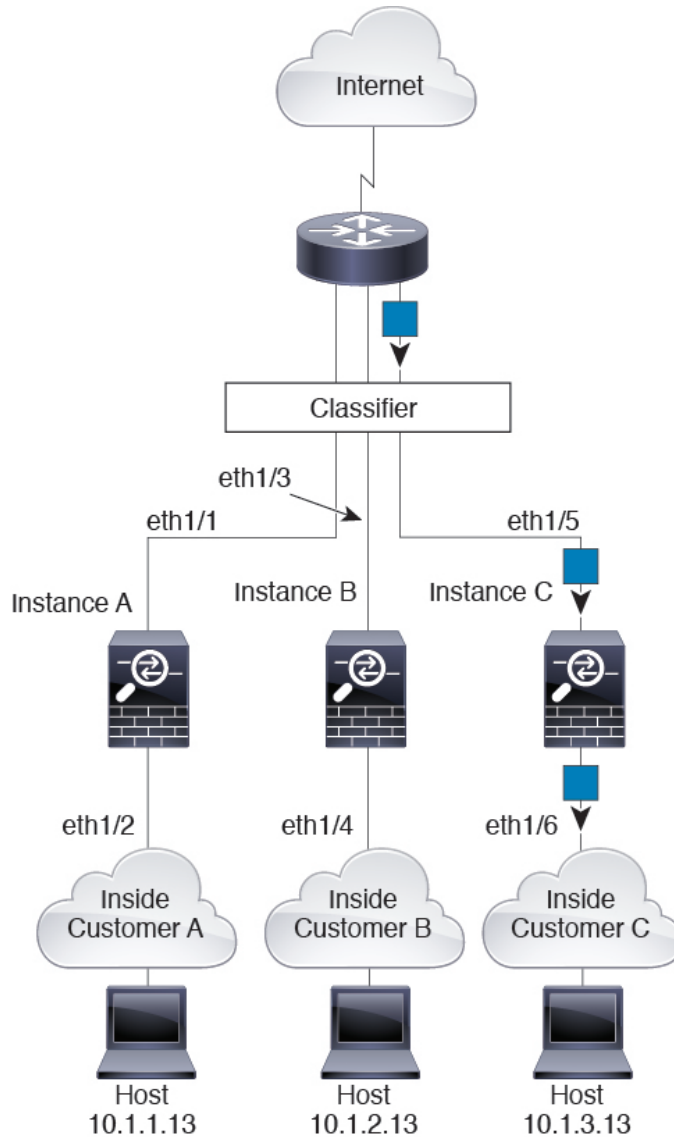 Internet
Classifier
eth1/3
eth1/1
eth1/5
Instance A
Instance B
Instance C
eth1/2
eth1/4
eth1/6
Inside
Customer A
Inside
Customer B
Inside
Customer C
Host
10.1.1.13
Host
10.1.2.13
Host
10.1.3.13